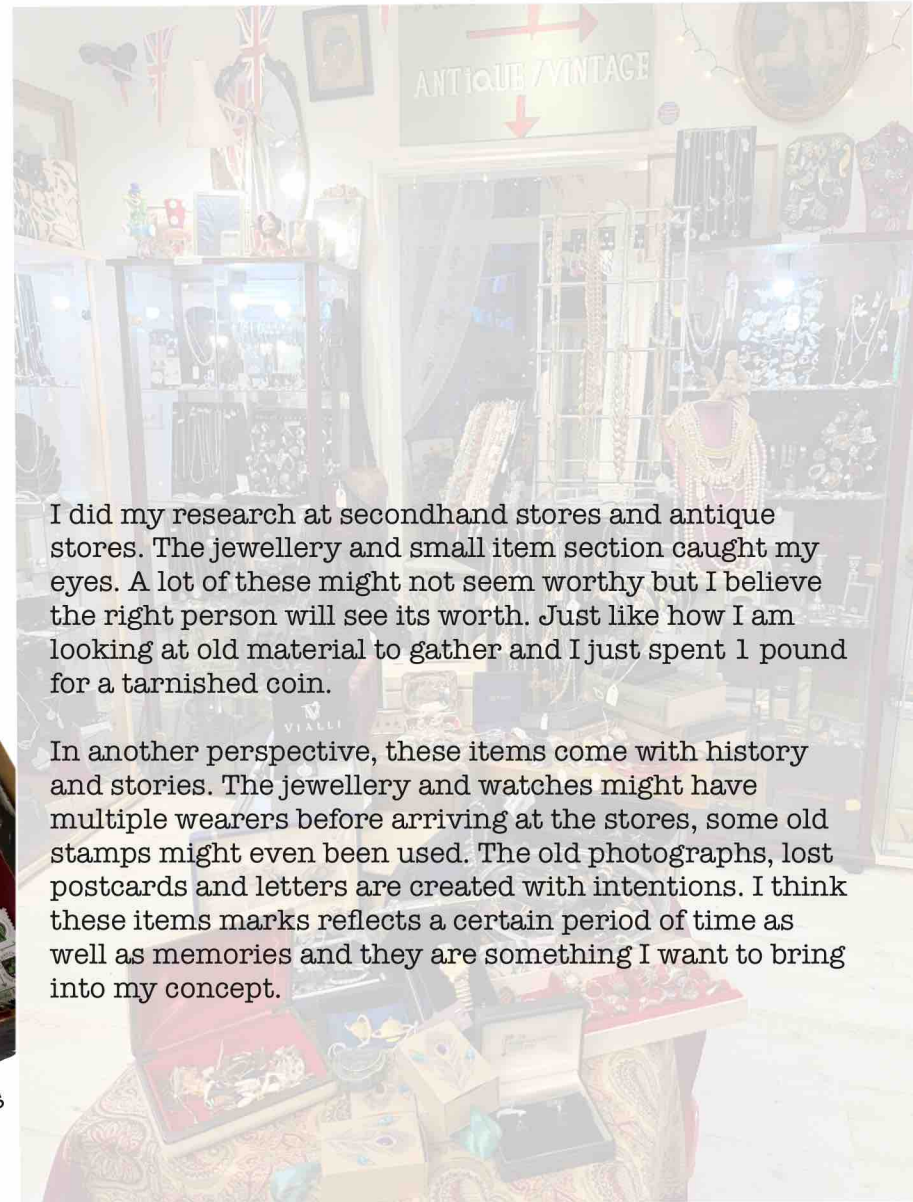 ANTIQUE/VINTAGE
I did my research at secondhand stores and antique
stores. The jewellery and small item section caught my
eyes. A lot of these might not seem worthy but I believe
the right person will see its worth. Just like how I am
looking at old material to gather and I just spent 1 pound
for a tarnished coin.
VIALLI
In another perspective, these items come with history
and stories. The jewellery and watches might have
multiple wearers before arriving at the stores, some old
stamps might even been used. The old photographs, lost
postcards and letters are created with intentions. I think
these items marks reflects a certain period of time as
well as memories and they are something I want to bring
into my concept.